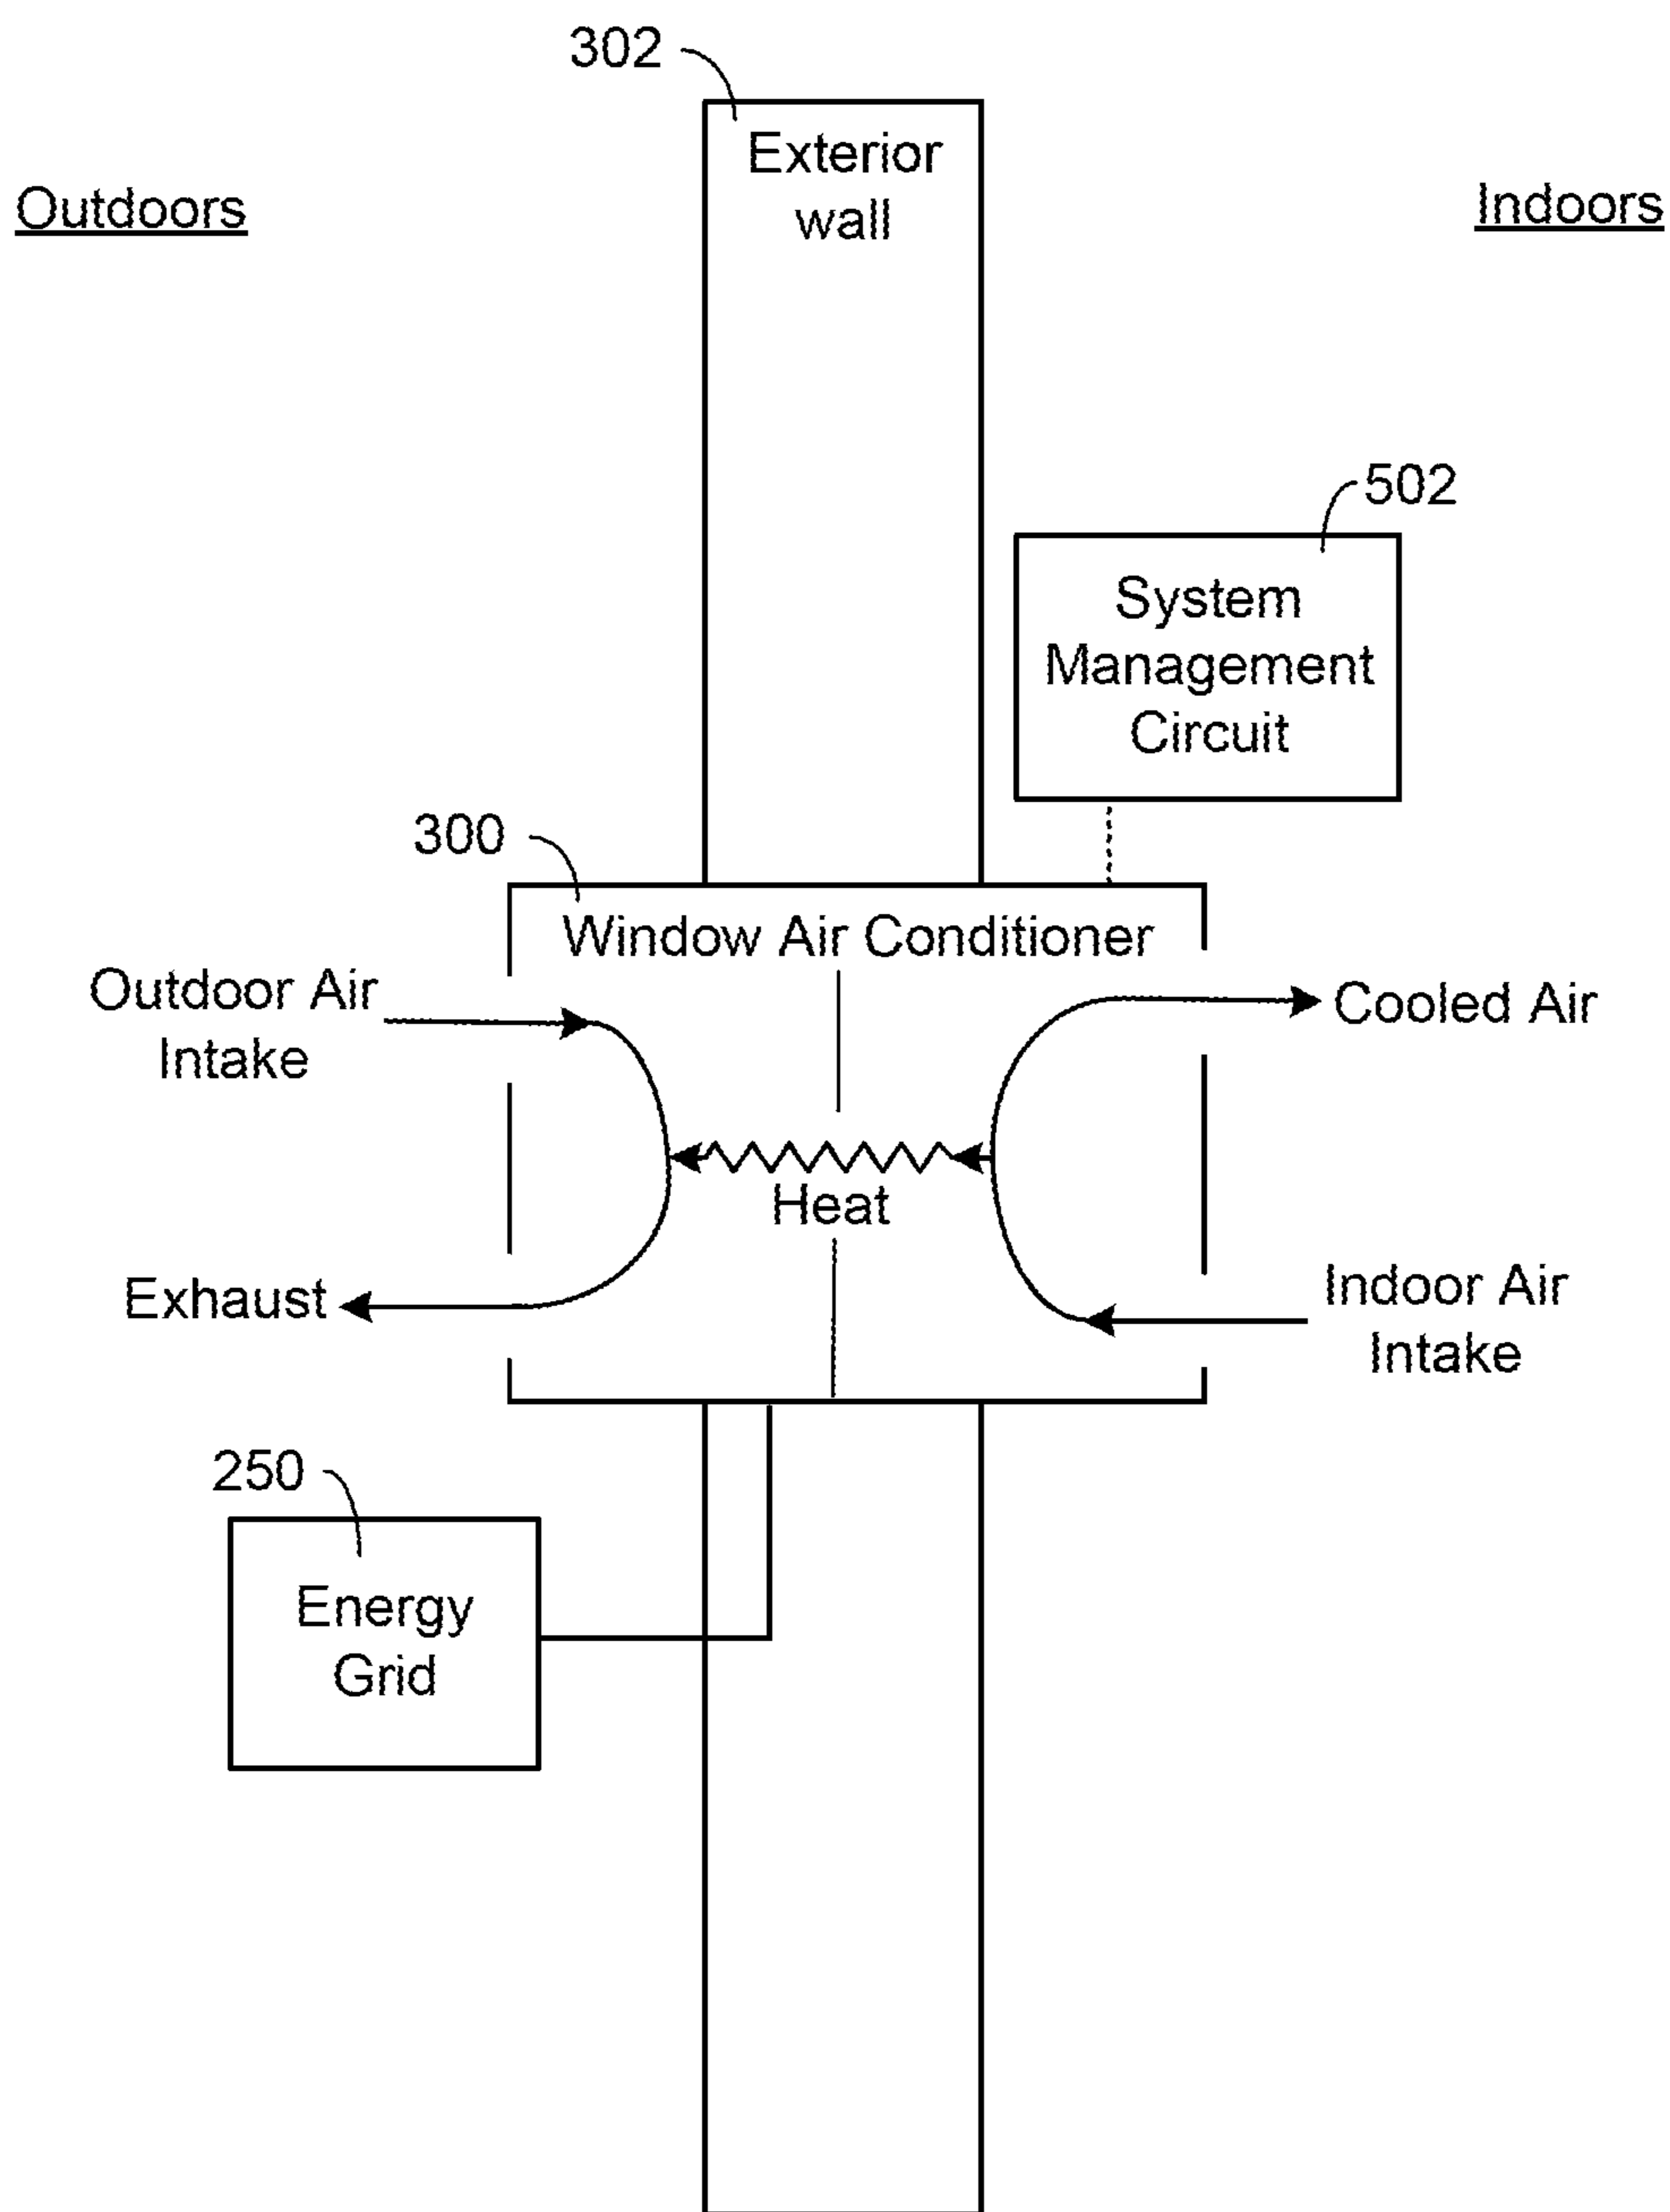 302
Exterior
wall
Outdoors
Indoors
502
System
Management
Circuit
300
Window Air Conditioner
Outdoor Air
Intake
Cooled Air
Heat
Exhaust
Indoor Air
Intake
250
Energy
Grid